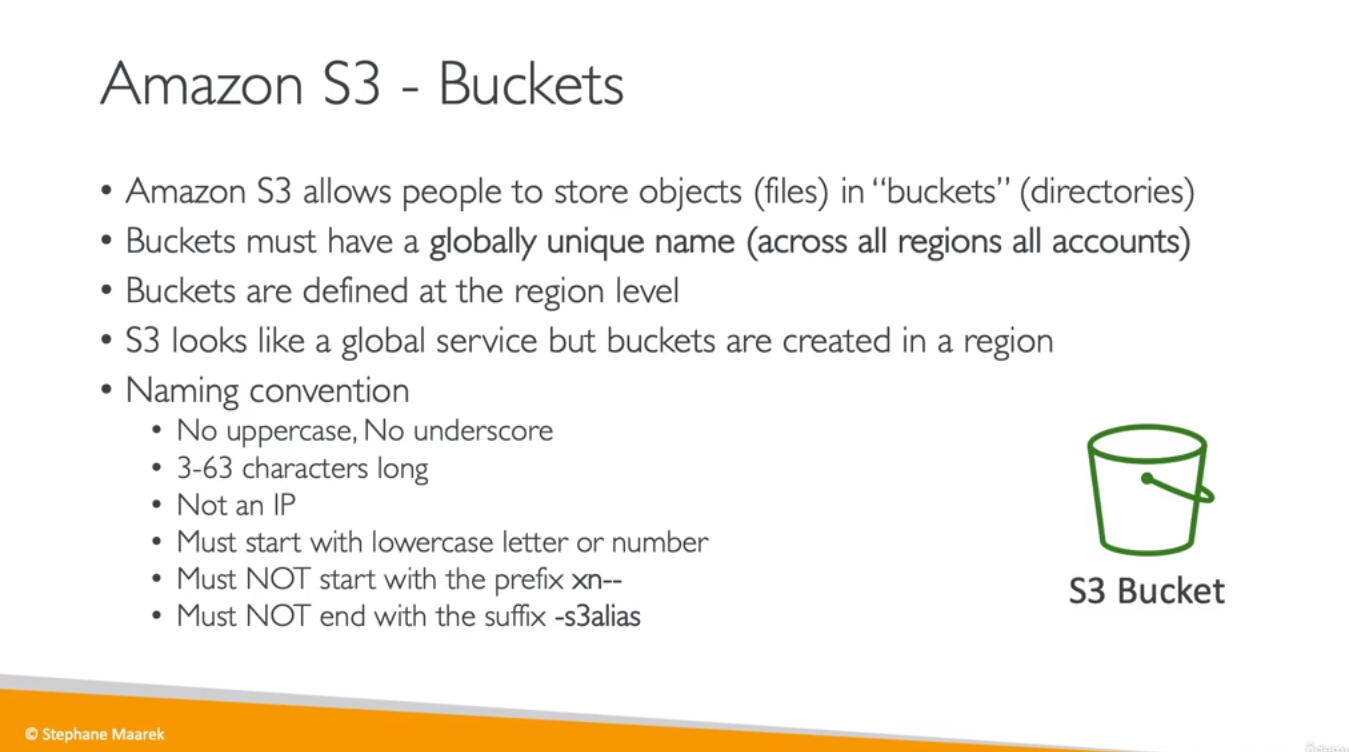 Amazon S3 - Buckets
• Amazon S3 allows people to store objects (files) in “buckets” (directories)
• Buckets must have a globally unique name (across all regions all accounts)
• Buckets are defined at the region level
• S3 looks like a global service but buckets are created in a region
• Naming convention
• No uppercase, No underscore
• 3-63 characters long
• Not an IP
• Must start with lowercase letter or number
• Must NOT start with the prefix xn--
• Must NOT end with the suffix -s3alias
S3 Bucket
© Stephane Maarek